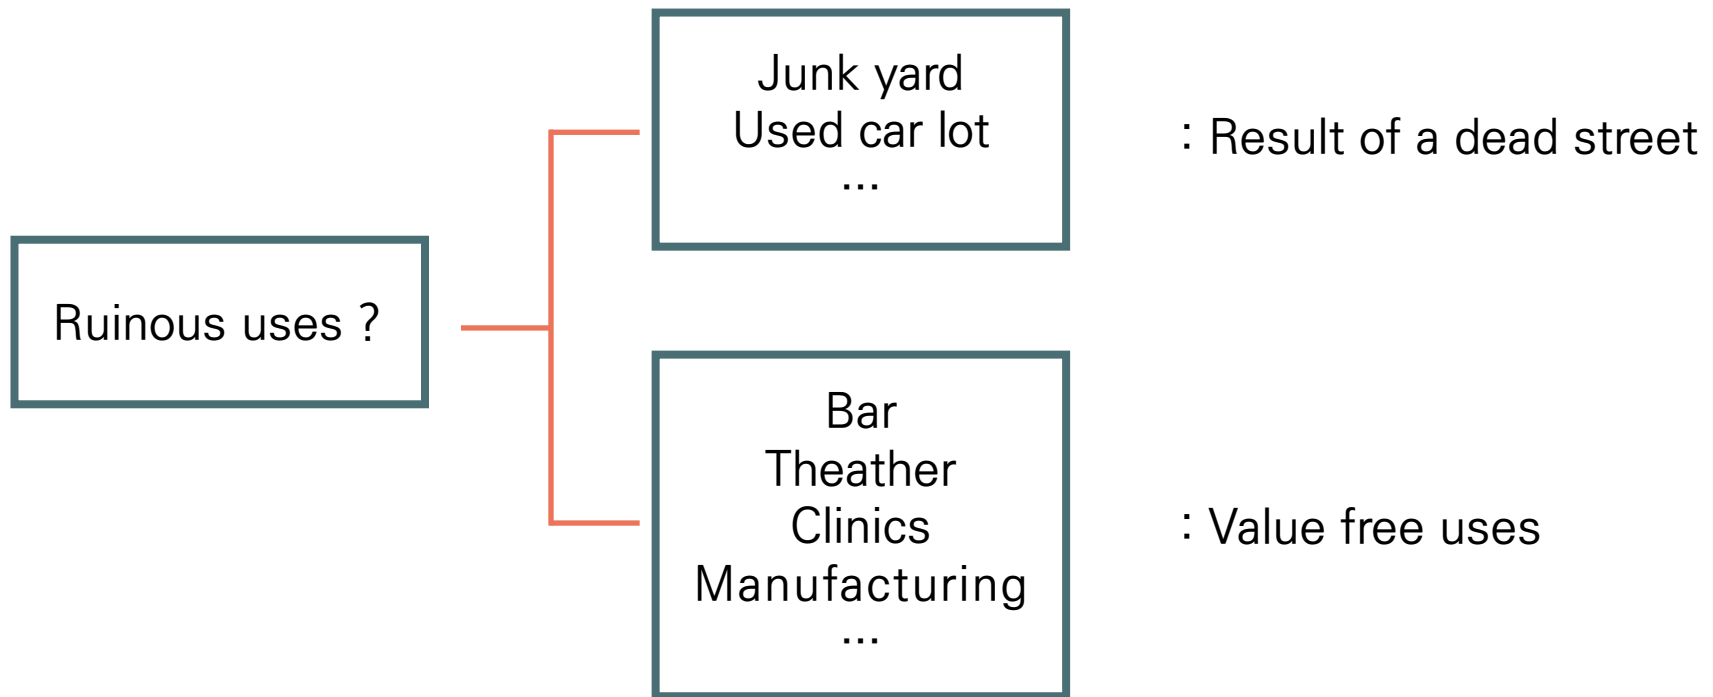 Junk yard
Used car lot
...
: Result of a dead street
Ruinous uses ?
Bar
Theather
Clinics
Manufacturing
...
: Value free uses